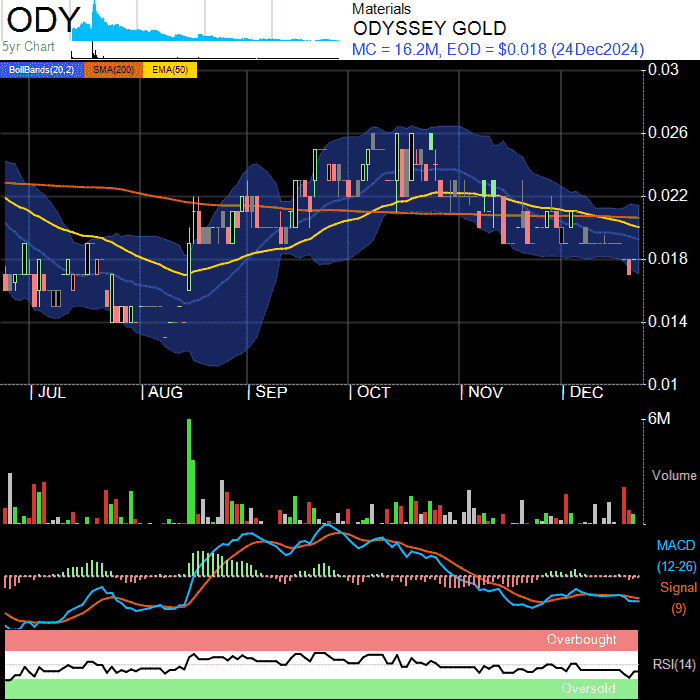 ODY
5yr Chart
Materials
ODYSSEY GOLD
MC = 16.2M, EOD = $0.018 (24Dec2024)
BollBands(20,2) SMA(200) EMA(50)
0.03
0.026
0.022
0.018
0.014
0.01
JUL AUG SEP OCT NOV DEC
6M
Volume
MACD
(12-26)
Signal
(9)
Overbought
RSI(14)
Oversold